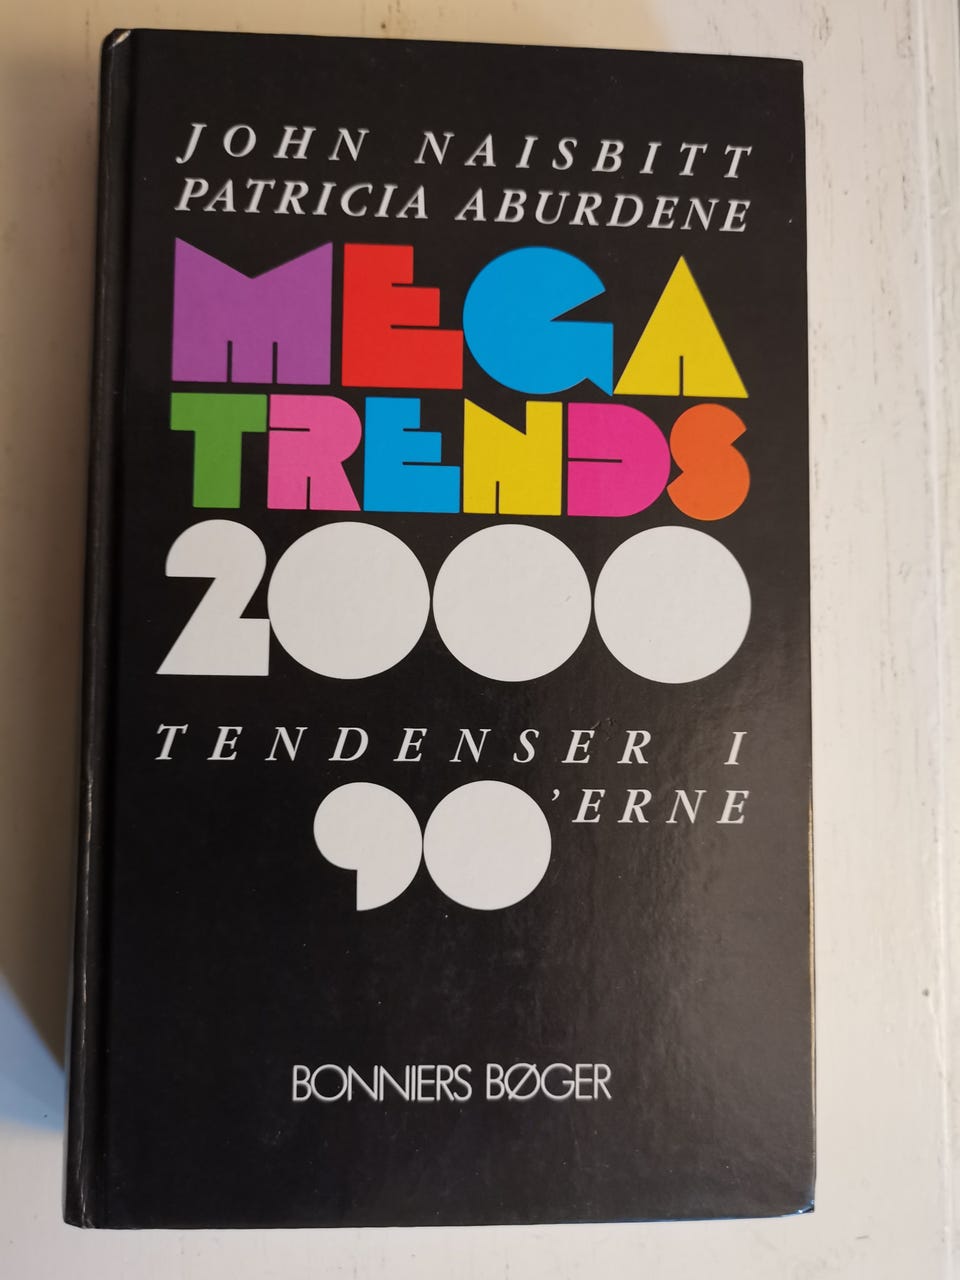 JOHN NAISBITT
PATRICIA ABURDENE
MEGA
TRENDS
2000
TENDENSER I
90'ERNE
BONNIERS BØGER